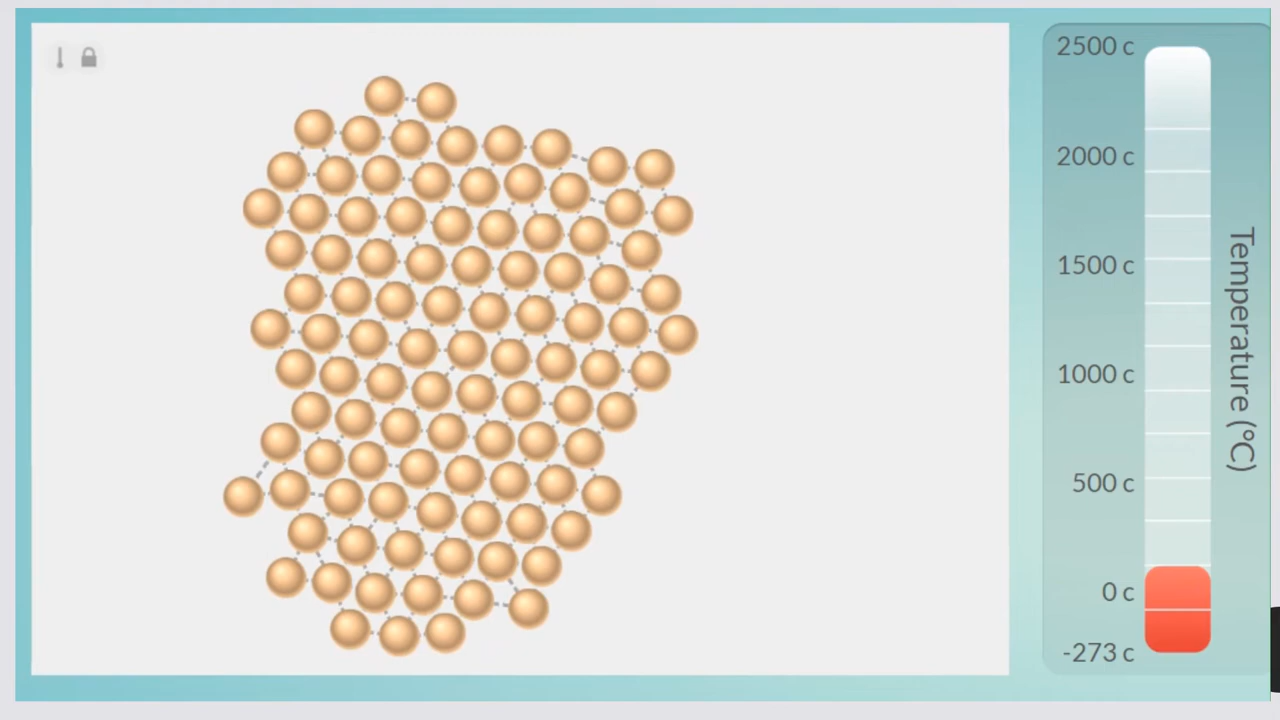 2500 c
2000 c
1500 c
1000 c
500 c
0 c
-273 c
Temperature (°C)